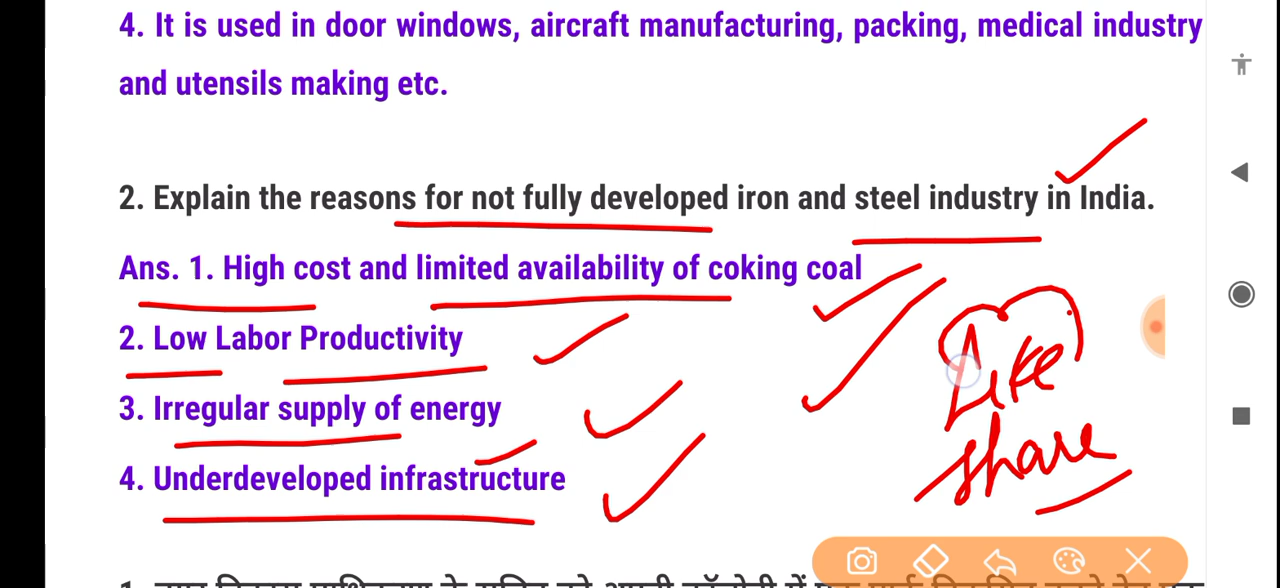 4. It is used in door windows, aircraft manufacturing, packing, medical industry
and utensils making etc.
2. Explain the reasons for not fully developed iron and steel industry in India.
Ans. 1. High cost and limited availability of coking coal
2. Low Labor Productivity
3. Irregular supply of energy
4. Underdeveloped infrastructure
Like
share